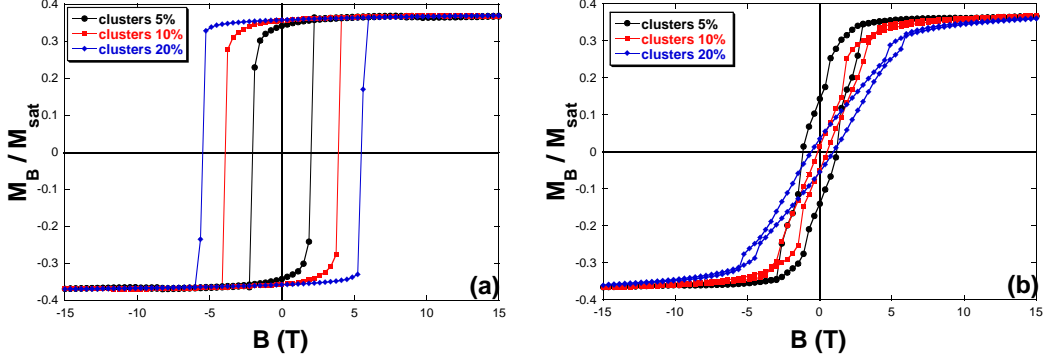 clusters 5%
clusters 10%
clusters 20%
M_B / M_sat
0.4
0.3
0.2
0.1
0
-0.1
-0.2
-0.3
-0.4
-15
-10
-5
0
5
10
15
B (T)
(a)
clusters 5%
clusters 10%
clusters 20%
M_B / M_sat
0.4
0.3
0.2
0.1
0
-0.1
-0.2
-0.3
-0.4
-15
-10
-5
0
5
10
15
B (T)
(b)